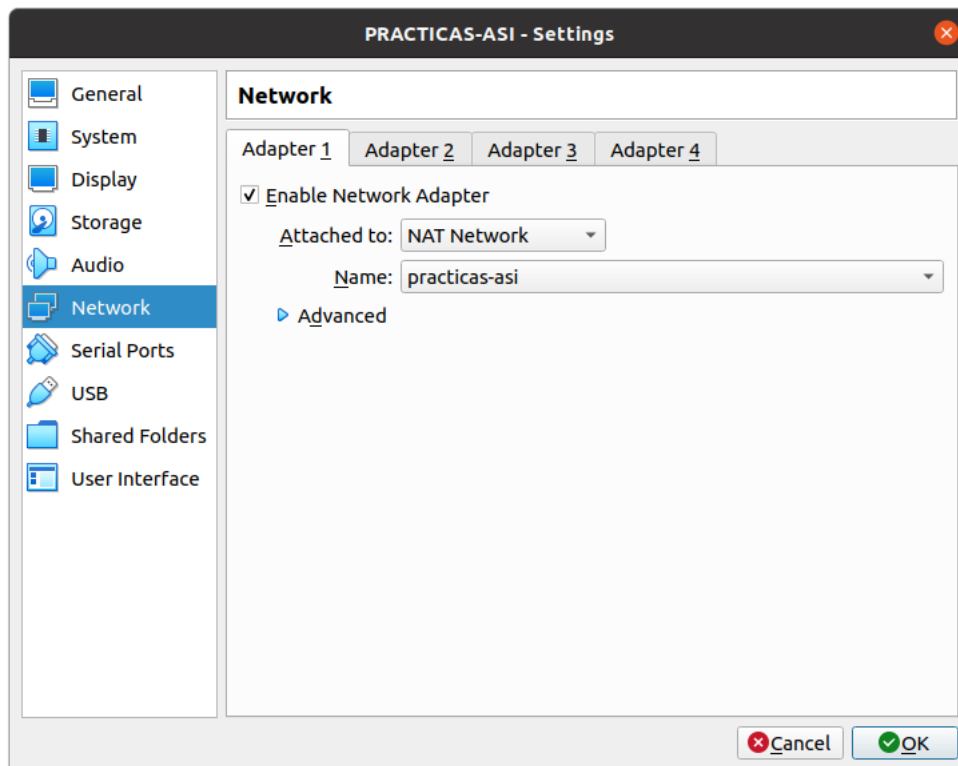 PRACTICAS-ASI - Settings
General
System
Display
Storage
Audio
Network
Serial Ports
USB
Shared Folders
User Interface
Network
Adapter 1 Adapter 2 Adapter 3 Adapter 4
Enable Network Adapter
Attached to: NAT Network
Name: practicas-asi
Advanced
Cancel OK